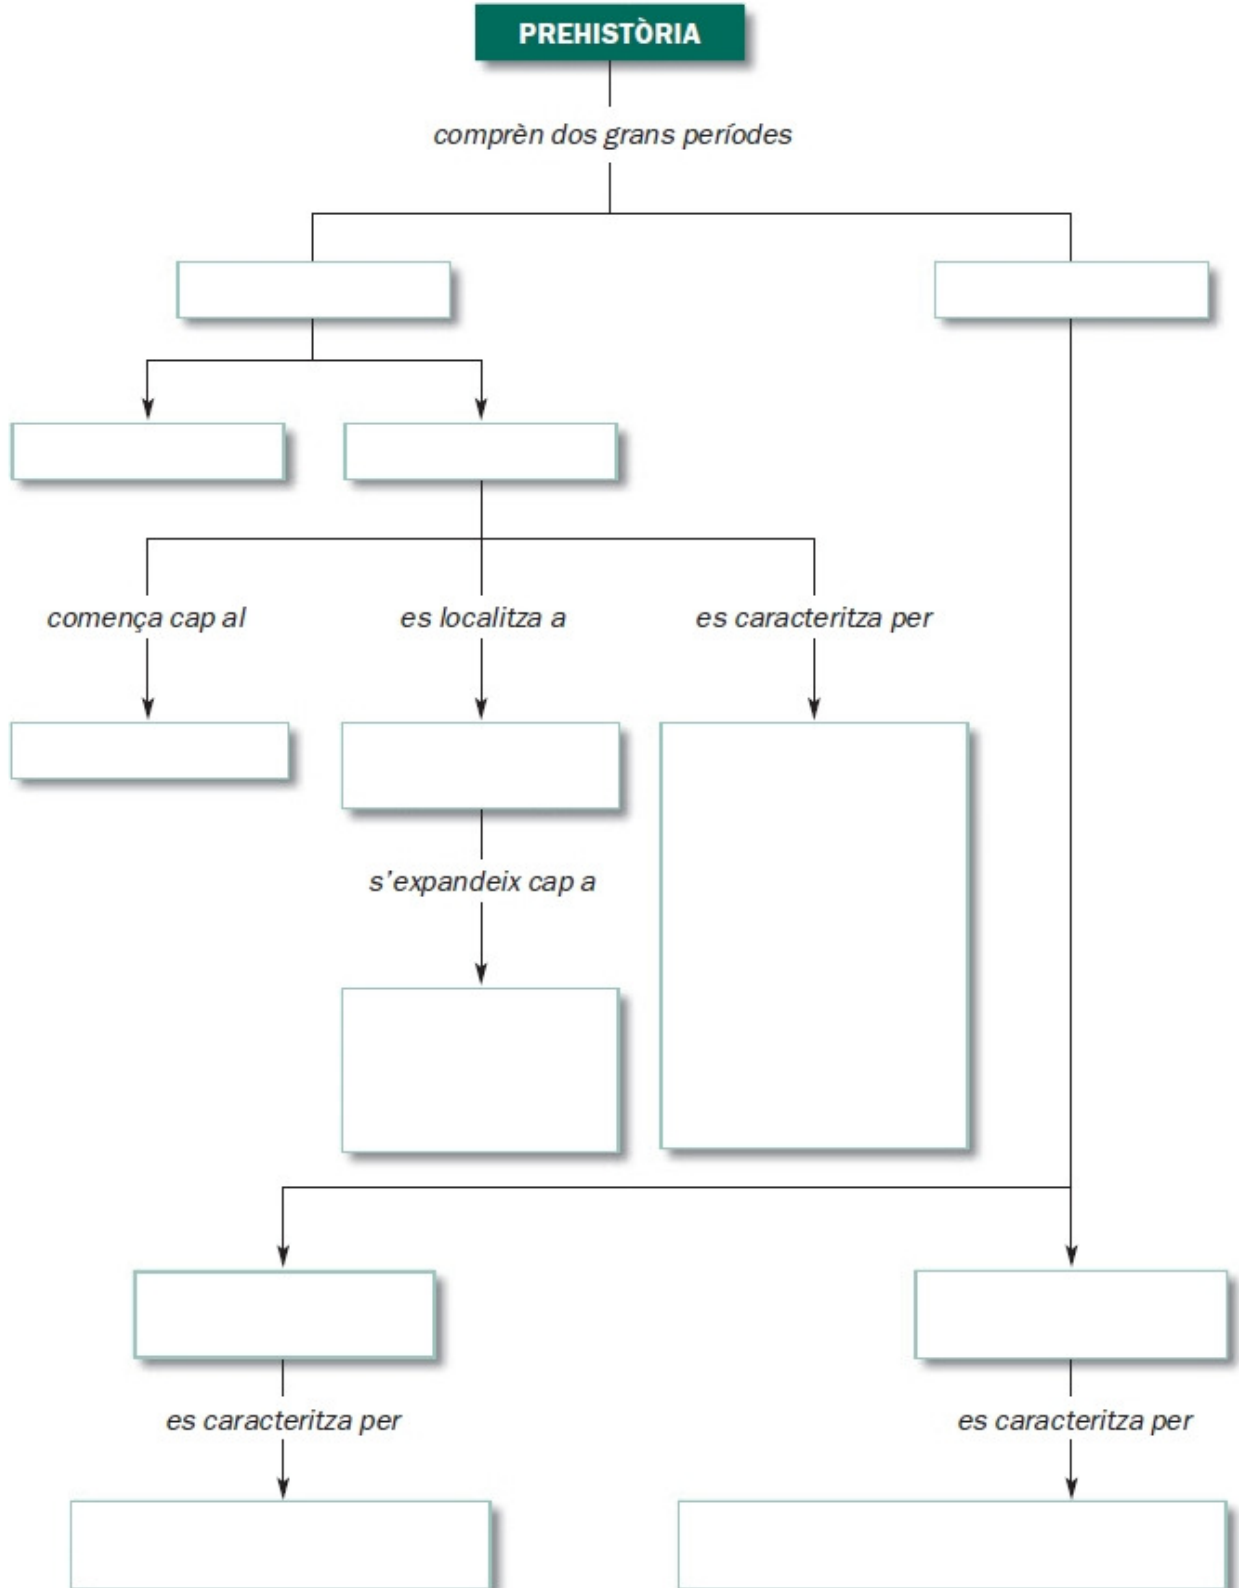 PREHISTÒRIA
comprèn dos grans períodes
comença cap al
es localitza a
es caracteritza per
s'expandeix cap a
es caracteritza per
es caracteritza per